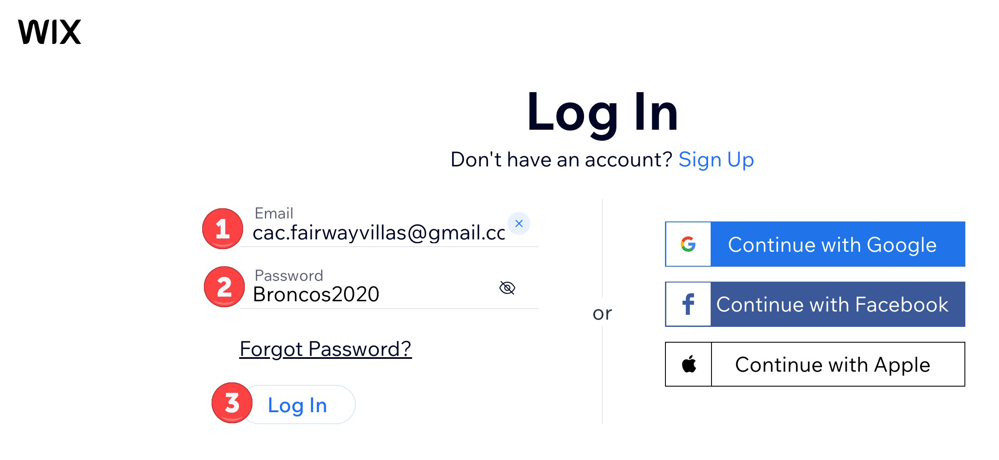 WIX
Log In
Don't have an account? Sign Up
1
Email
cac.fairwayvillas@gmail.cc
2
Password
Broncos2020
Forgot Password?
3
Log In
or
G
Continue with Google
f
Continue with Facebook
Continue with Apple